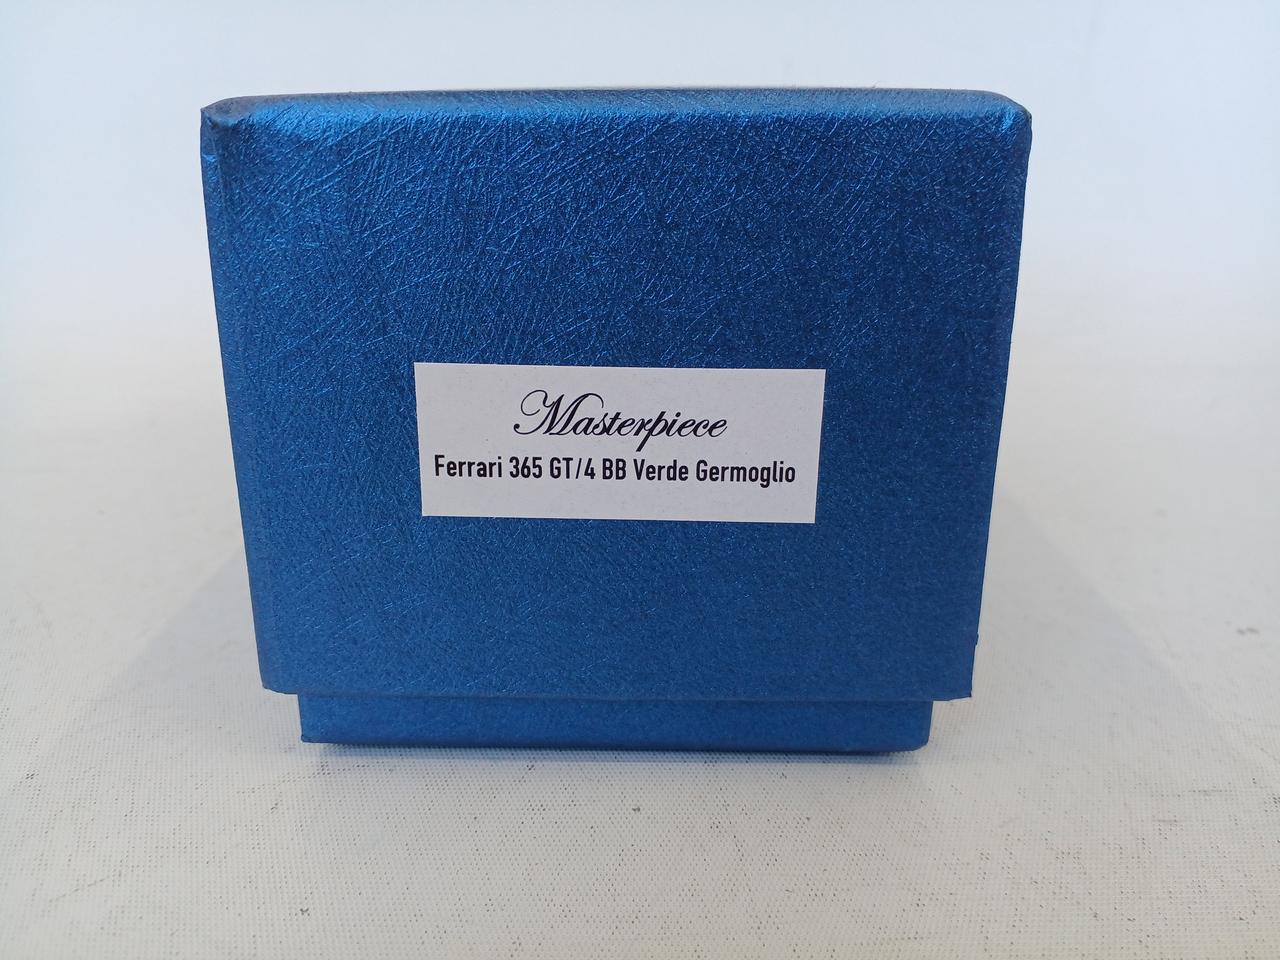 Masterpiece
Ferrari 365 GT/4 BB Verde Germoglio